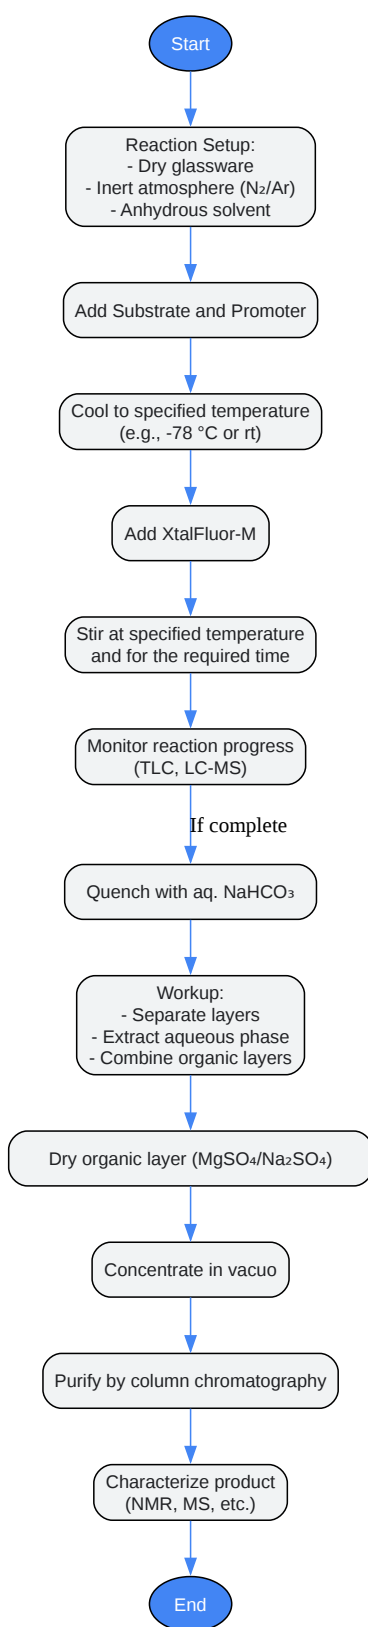 Start
Reaction Setup:
- Dry glassware
- Inert atmosphere (N₂/Ar)
- Anhydrous solvent
Add Substrate and Promoter
Cool to specified temperature
(e.g., -78 °C or rt)
Add XtalFluor-M
Stir at specified temperature
and for the required time
Monitor reaction progress
(TLC, LC-MS)
If complete
Quench with aq. NaHCO₃
Workup:
- Separate layers
- Extract aqueous phase
- Combine organic layers
Dry organic layer (MgSO₄/Na₂SO₄)
Concentrate in vacuo
Purify by column chromatography
Characterize product
(NMR, MS, etc.)
End